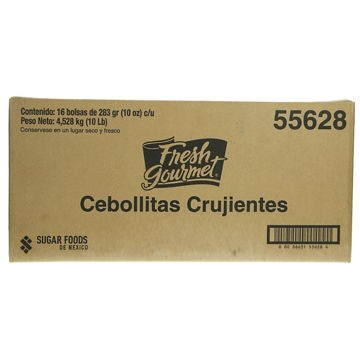 Contenido: 16 bolsas de 283 gr (10 oz) c/u
Peso Neto: 4,528 kg (10 Lb)
Conservese en un lugar seco y fresco
55628
Fresh
Gourmet
Cebollitas Crujientes
SUGAR FOODS
DE MEXICO